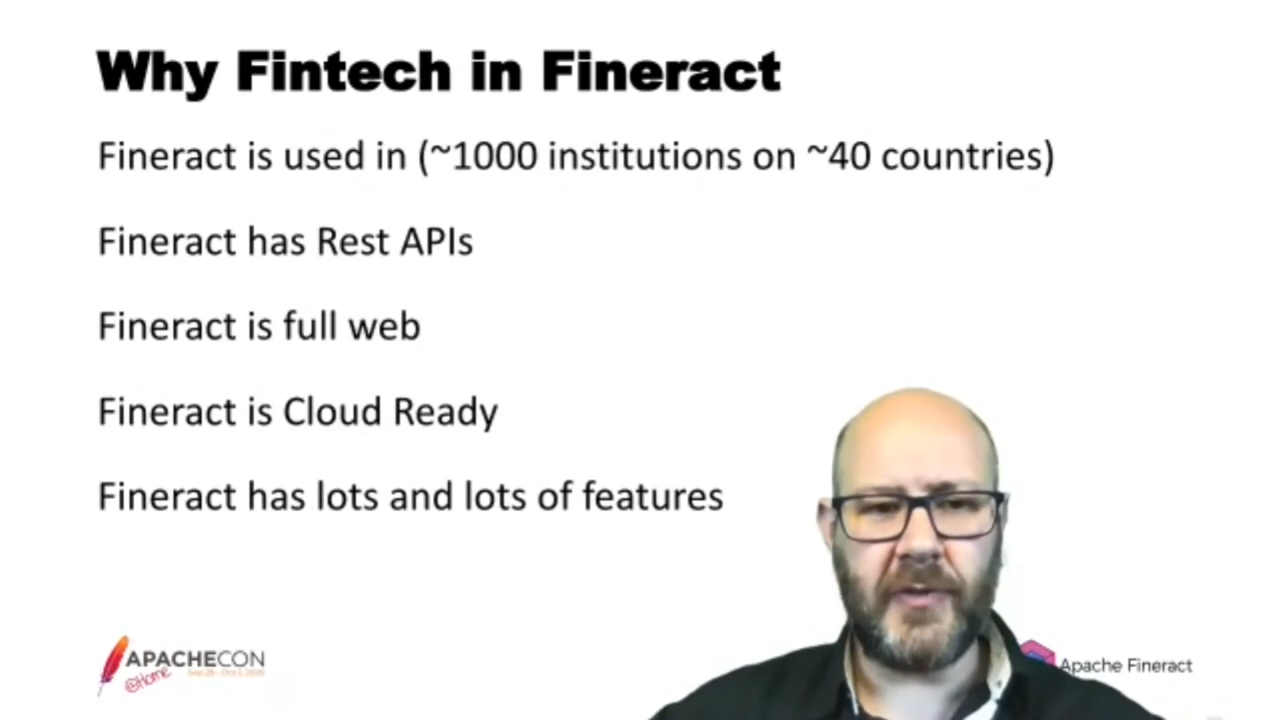 Why Fintech in Fineract
Fineract is used in (~1000 institutions on ~40 countries)
Fineract has Rest APIs
Fineract is full web
Fineract is Cloud Ready
Fineract has lots and lots of features
APACHECON
@Home
Apache Fineract